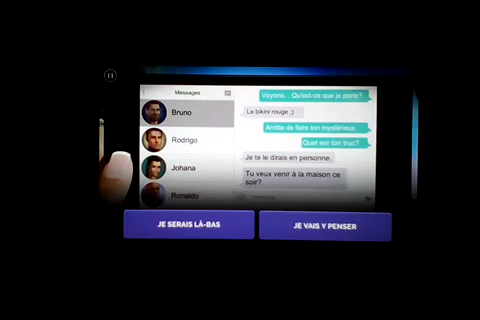 Messages
Bruno
Rodrigo
Johana
Ronaldo
Voyons... Qu'est-ce que je porte?
Le bikini rouge ;)
Arrête de faire ton mystérieux.
Quel est ton truc?
Je te le dirais en personne.
Tu veux venir à la maison ce
soir?
JE SERAIS LÀ-BAS
JE VAIS Y PENSER